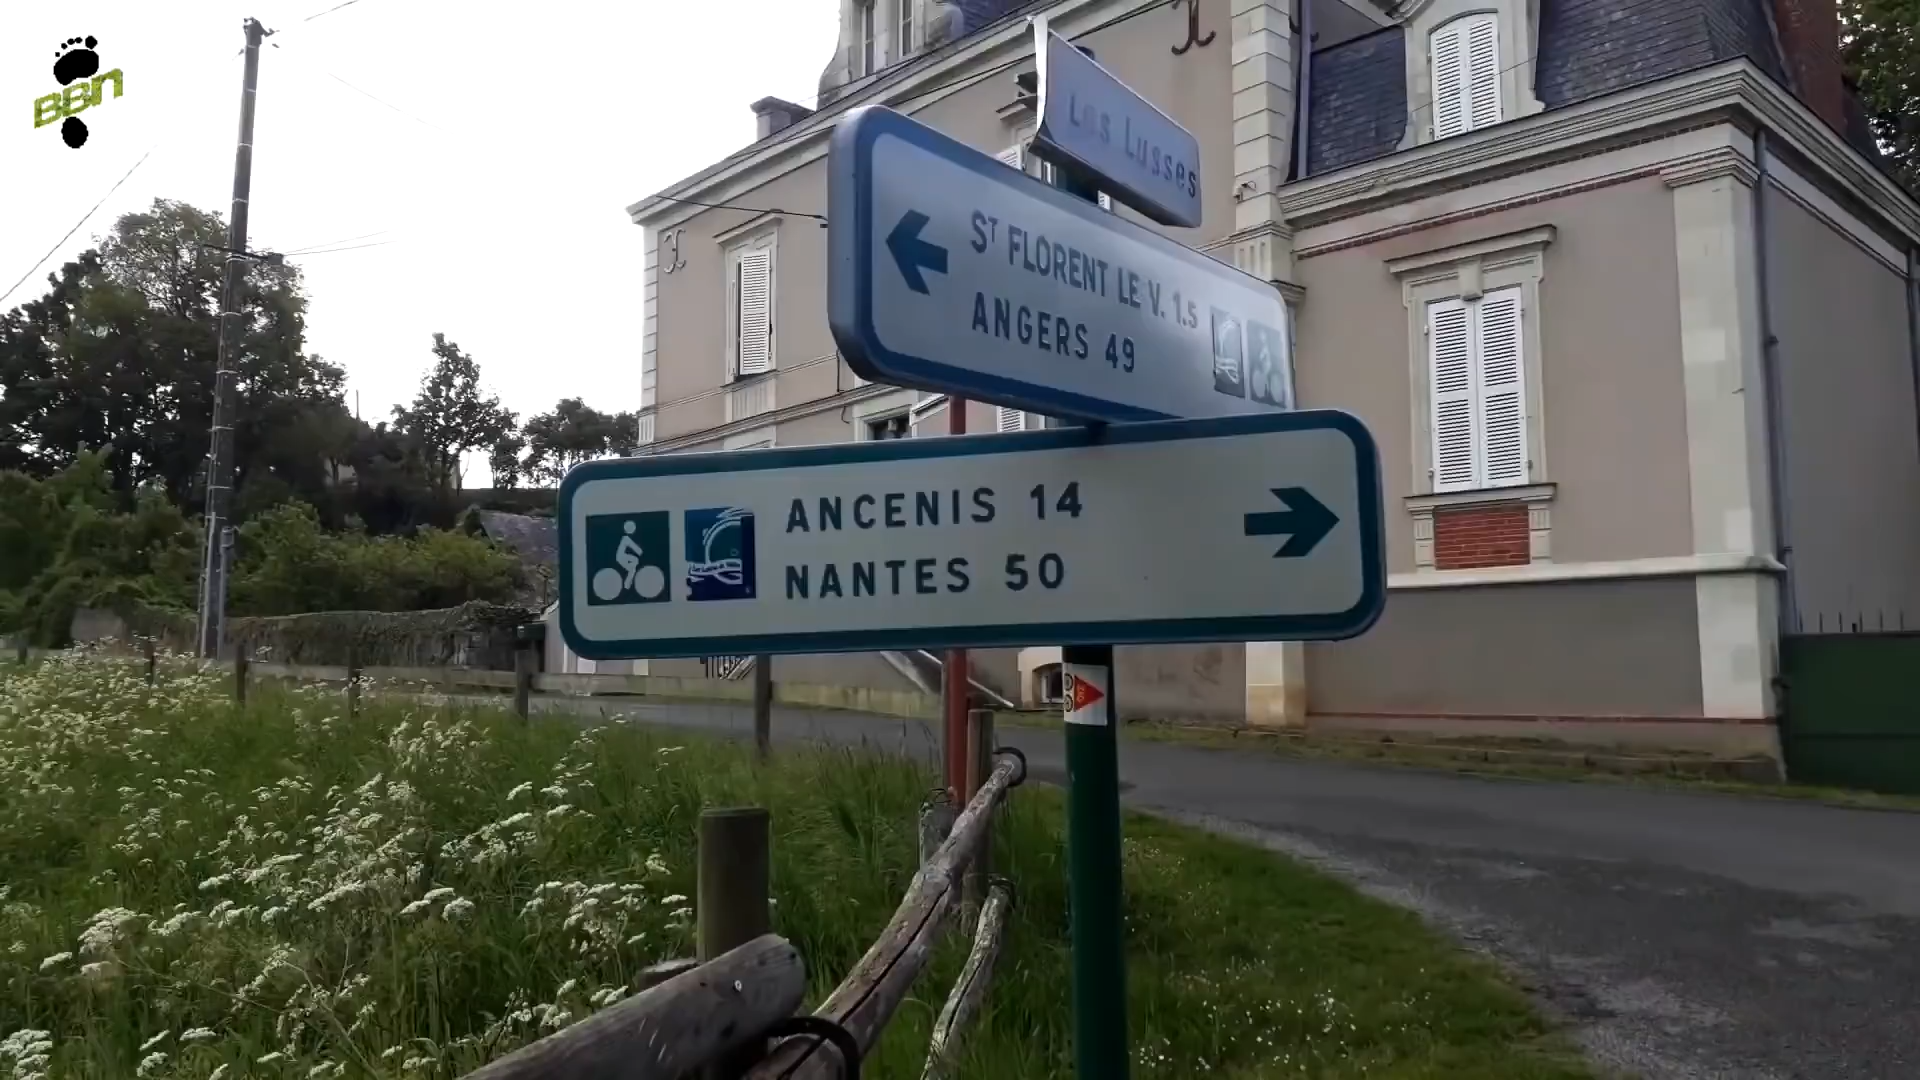 BBn
Les Lusses
ST FLORENT LE V. 1.5
ANGERS 49
ANCENIS 14
NANTES 50